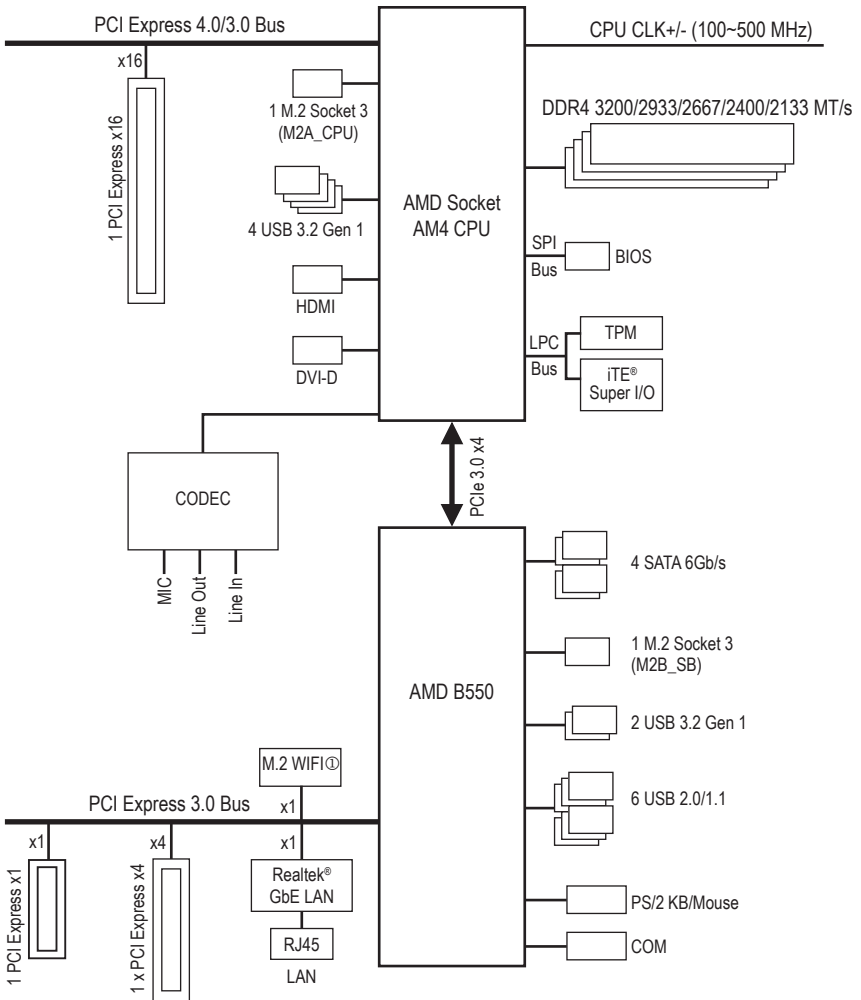 PCI Express 4.0/3.0 Bus
CPU CLK+/- (100~500 MHz)
x16
1 PCI Express x16
1 M.2 Socket 3
(M2A_CPU)
DDR4 3200/2933/2667/2400/2133 MT/s
4 USB 3.2 Gen 1
AMD Socket
AM4 CPU
SPI
Bus
BIOS
HDMI
LPC
Bus
TPM
iTE®
Super I/O
DVI-D
CODEC
MIC
Line Out
Line In
PCIe 3.0 x4
4 SATA 6Gb/s
1 M.2 Socket 3
(M2B_SB)
AMD B550
2 USB 3.2 Gen 1
M.2 WIFI①
6 USB 2.0/1.1
PCI Express 3.0 Bus
x1
x1
x4
x1
1 PCI Express x1
1 x PCI Express x4
Realtek®
GbE LAN
RJ45
LAN
PS/2 KB/Mouse
COM